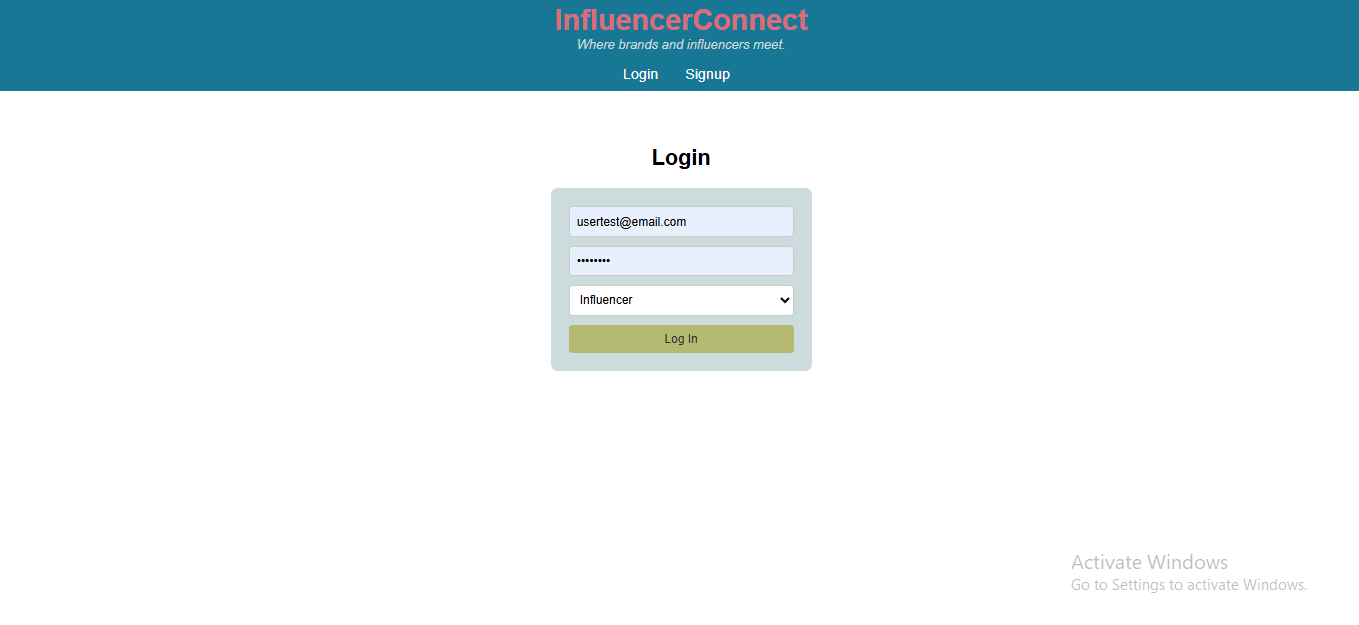 InfluencerConnect
Where brands and influencers meet.
Login Signup
Login
usertest@email.com
••••••••
Influencer
Log In
Activate Windows
Go to Settings to activate Windows.